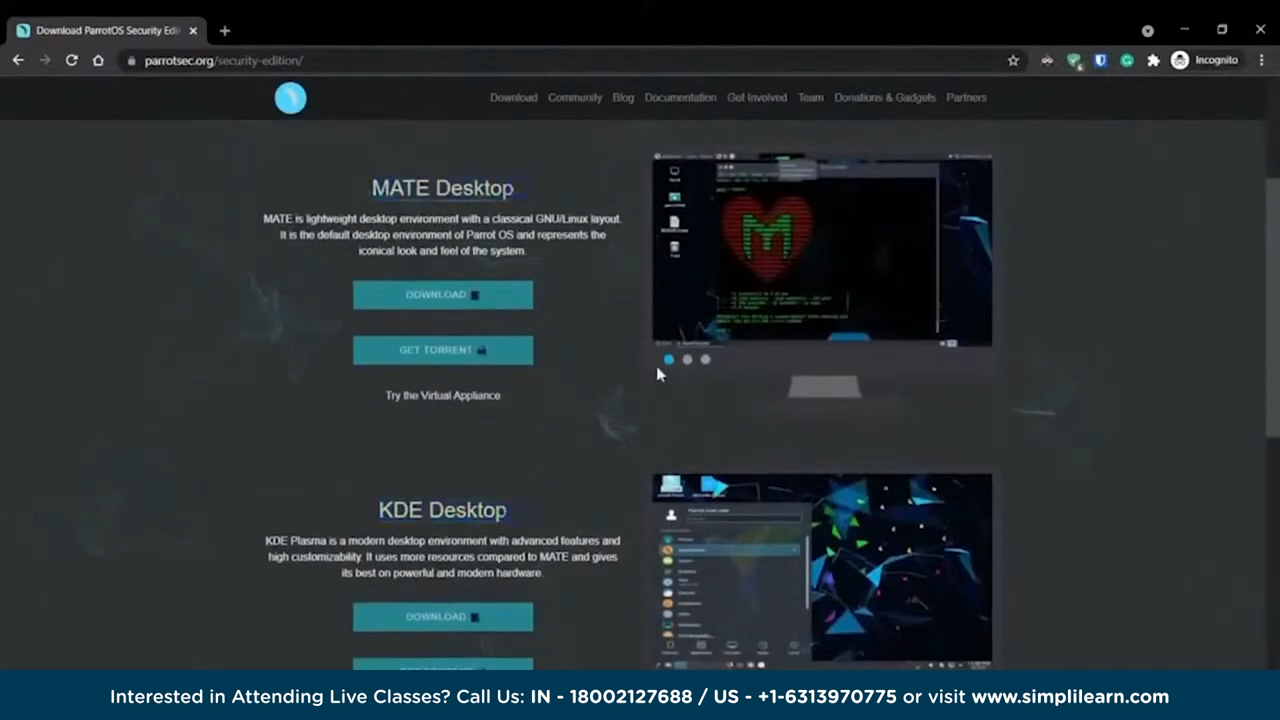 Download ParrotOS Security Edi
parrotsec.org/security-edition/
Incognito
Download Community Blog Documentation Get Involved Team Donations & Gadgets Partners
MATE Desktop
MATE is lightweight desktop environment with a classical GNU/Linux layout.
It is the default desktop environment of Parrot OS and represents the
iconical look and feel of the system.
DOWNLOAD
GET TORRENT
Try the Virtual Appliance
KDE Desktop
KDE Plasma is a modern desktop environment with advanced features and
high customizability. It uses more resources compared to MATE and gives
its best on powerful and modern hardware.
DOWNLOAD
Interested in Attending Live Classes? Call Us: IN - 18002127688 / US - +1-6313970775 or visit www.simplilearn.com